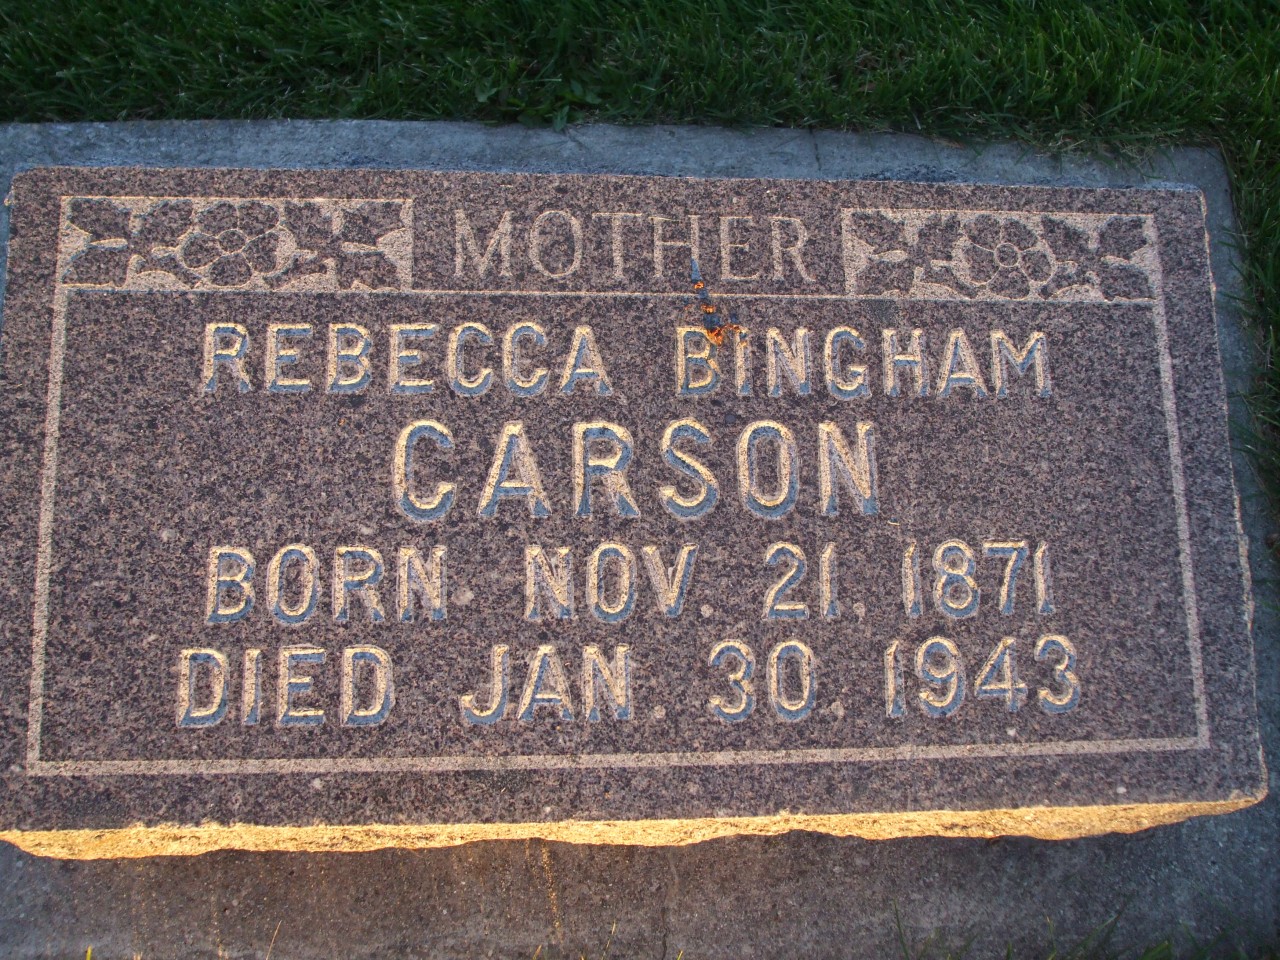 MOTHER
REBECCA BINGHAM
CARSON
BORN NOV. 21. 1871
DIED JAN. 30. 1943